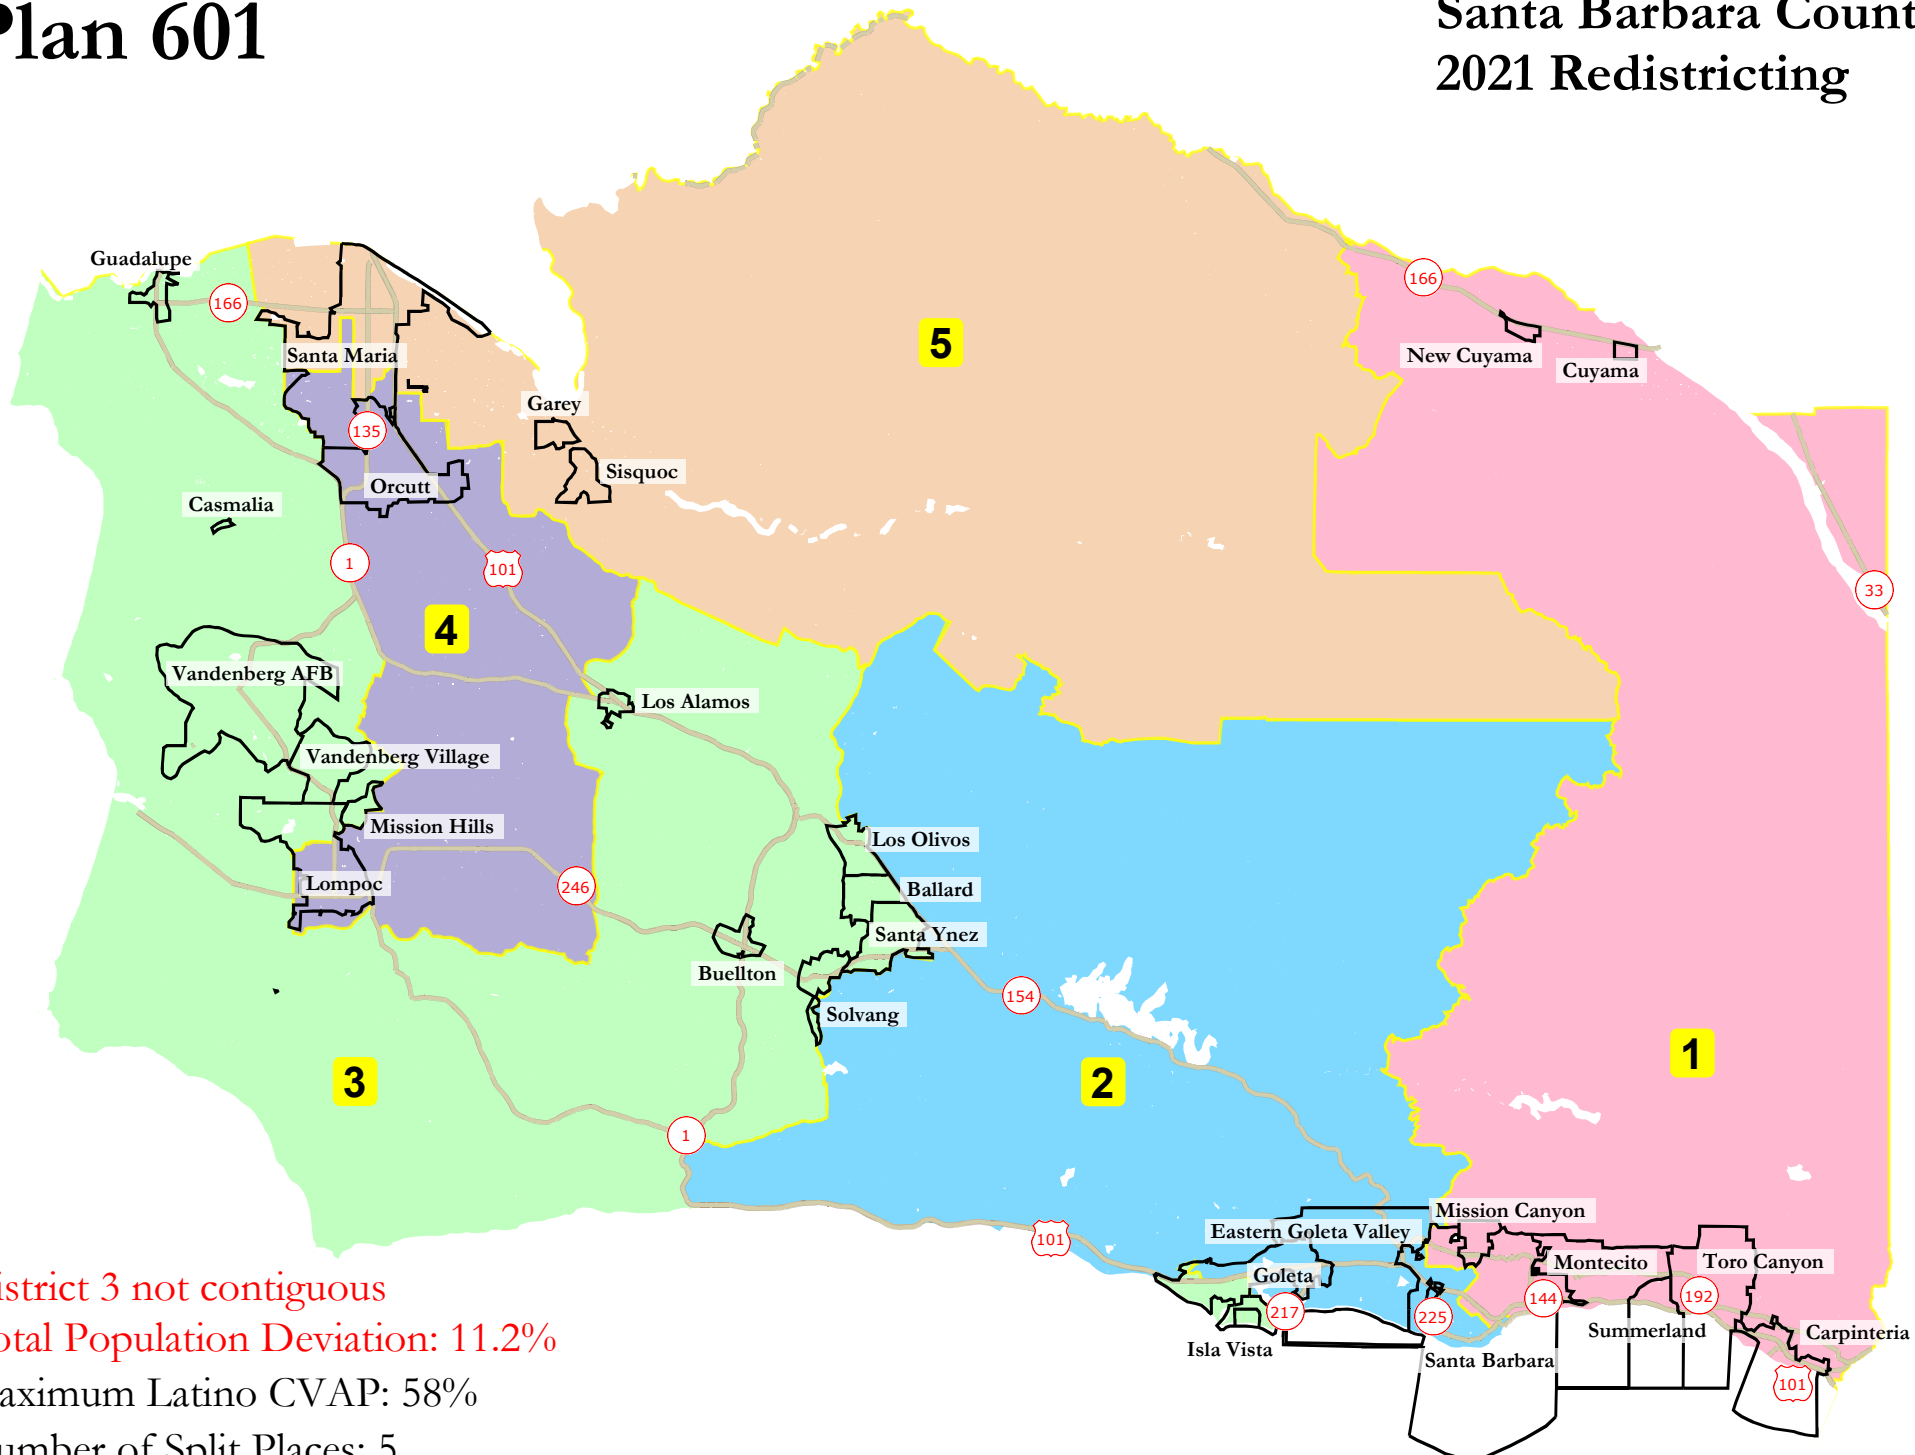 Plan 601
Santa Barbara Count
2021 Redistricting
Guadalupe
166
Santa Maria
135
Orcutt
Casmalia
1
101
Garey
Sisquoc
5
166
New Cuyama
Cuyama
33
4
Vandenberg AFB
Vandenberg Village
Los Alamos
Mission Hills
Lompoc
246
Los Olivos
Ballard
Santa Ynez
Buellton
Solvang
154
3
2
1
1
101
Mission Canyon
Eastern Goleta Valley
Goleta
Montecito
Toro Canyon
217
225
144
192
Isla Vista
Santa Barbara
Summerland
Carpinteria
101
istrict 3 not contiguous
otal Population Deviation: 11.2%
aximum Latino CVAP: 58%
umber of Split Places: 5